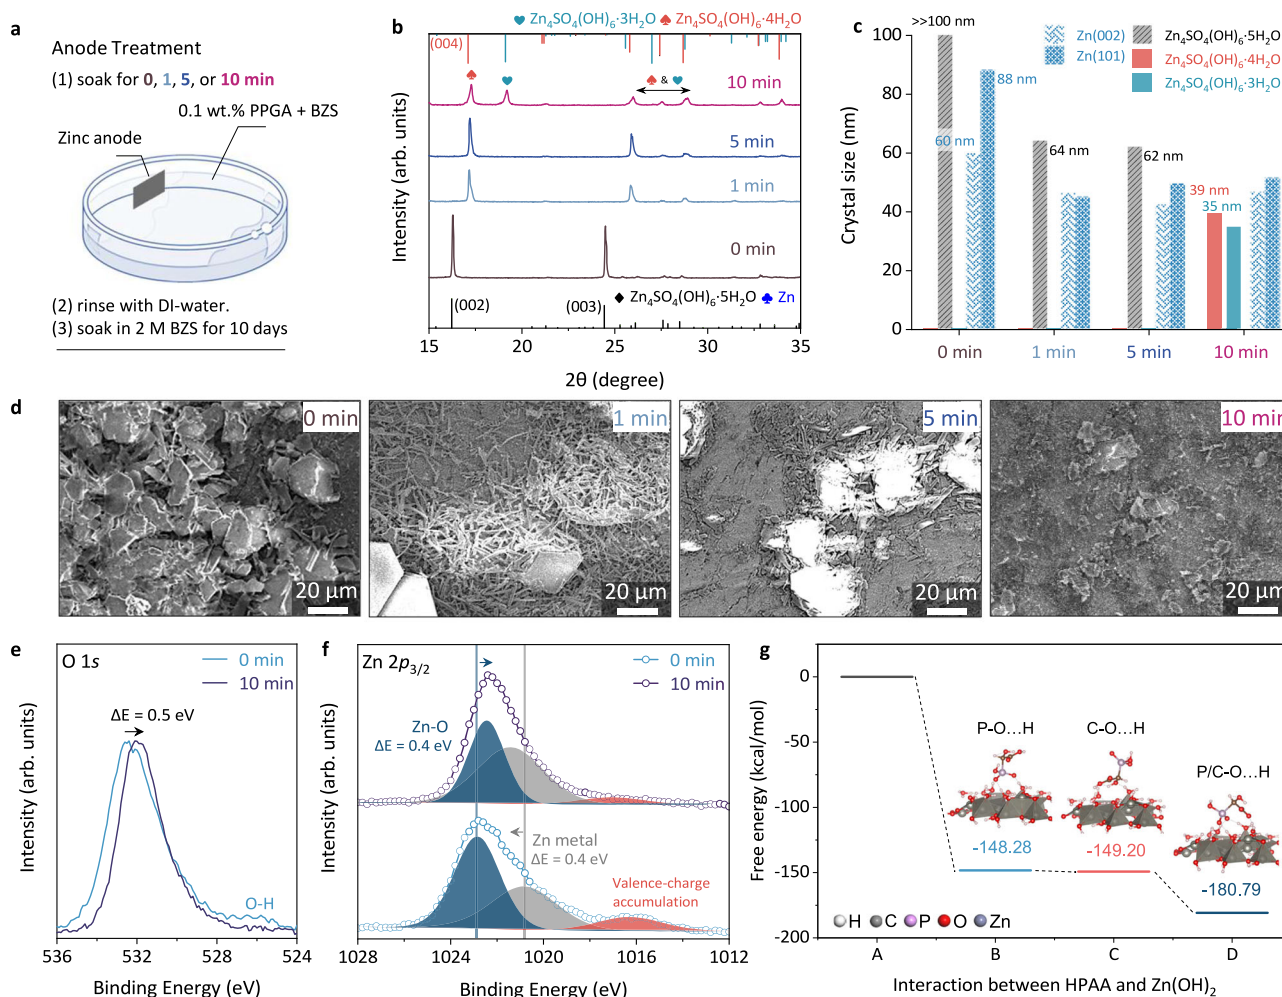 a
Anode Treatment
(1) soak for 0, 1, 5, or 10 min
0.1 wt.% PPGA + BZS
Zinc anode
(2) rinse with DI-water.
(3) soak in 2 M BZS for 10 days
b
♥ Zn₄SO₄(OH)₆·3H₂O ♠ Zn₄SO₄(OH)₆·4H₂O
(004)
♠ ♥ ♠ & ♥
10 min
5 min
1 min
0 min
♦ Zn₄SO₄(OH)₆·5H₂O ♣ Zn
(002)
(003)
15 20 25 30 35
2θ (degree)
Intensity (arb. units)
c
>>100 nm
Zn(002)
Zn(101)
Zn₄SO₄(OH)₆·5H₂O
Zn₄SO₄(OH)₆·4H₂O
Zn₄SO₄(OH)₆·3H₂O
88 nm
60 nm
64 nm
62 nm
39 nm
35 nm
100
80
60
40
20
0
Crystal size (nm)
0 min 1 min 5 min 10 min
d
0 min
20 μm
1 min
20 μm
5 min
20 μm
10 min
20 μm
e
O 1s
0 min
10 min
ΔE = 0.5 eV
O-H
Intensity (arb. units)
536 532 528 524
Binding Energy (eV)
f
Zn 2p₃/₂
0 min
10 min
Zn-O
ΔE = 0.4 eV
Zn metal
ΔE = 0.4 eV
Valence-charge
accumulation
Intensity (arb. units)
1028 1024 1020 1016 1012
Binding Energy (eV)
g
0
-50
-100
-150
-200
Free energy (kcal/mol)
P-O...H
C-O...H
P/C-O...H
-148.28
-149.20
-180.79
H C P O Zn
A B C D
Interaction between HPAA and Zn(OH)₂